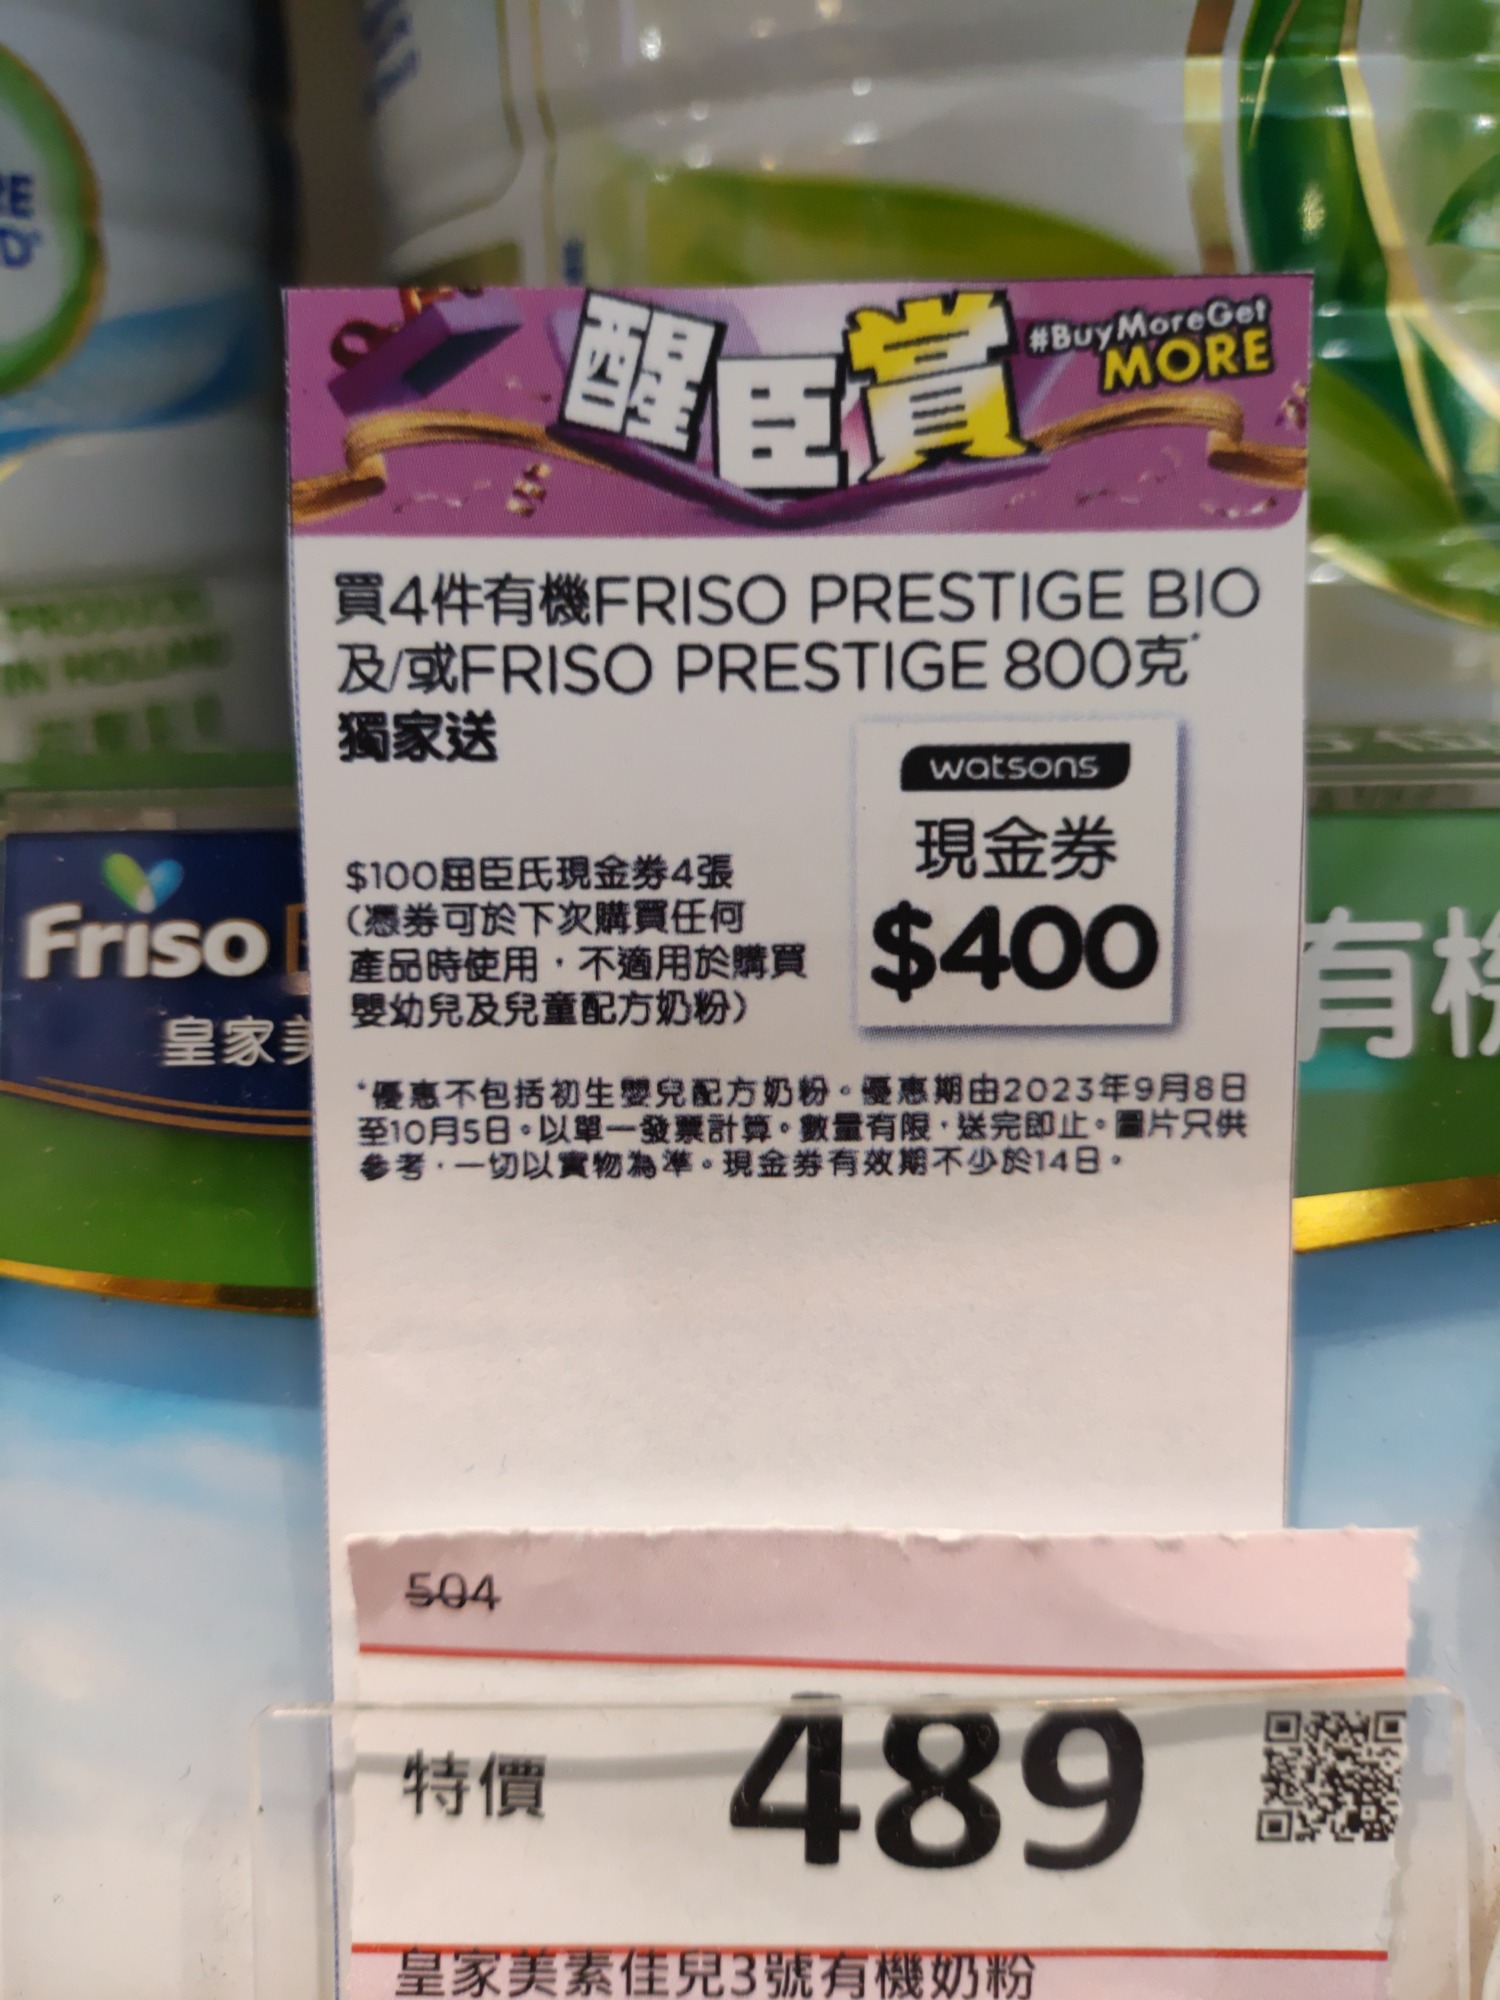 醒臣賞
#BuyMoreGet
MORE
買4件有機FRISO PRESTIGE BIO
及/或FRISO PRESTIGE 800克*
獨家送
watsons
現金券
$400
$100屈臣氏現金券4張
(憑券可於下次購買任何
產品時使用，不適用於購買
嬰幼兒及兒童配方奶粉)
*優惠不包括初生嬰兒配方奶粉。優惠期由2023年9月8日
至10月5日。以單一發票計算。數量有限，送完即止。圖片只供
參考，一切以實物為準。現金券有效期不少於14日。
PRODUCED
IN HOLLAND
Friso
皇家美
有機
504
特價
489
皇家美素佳兒3號有機奶粉